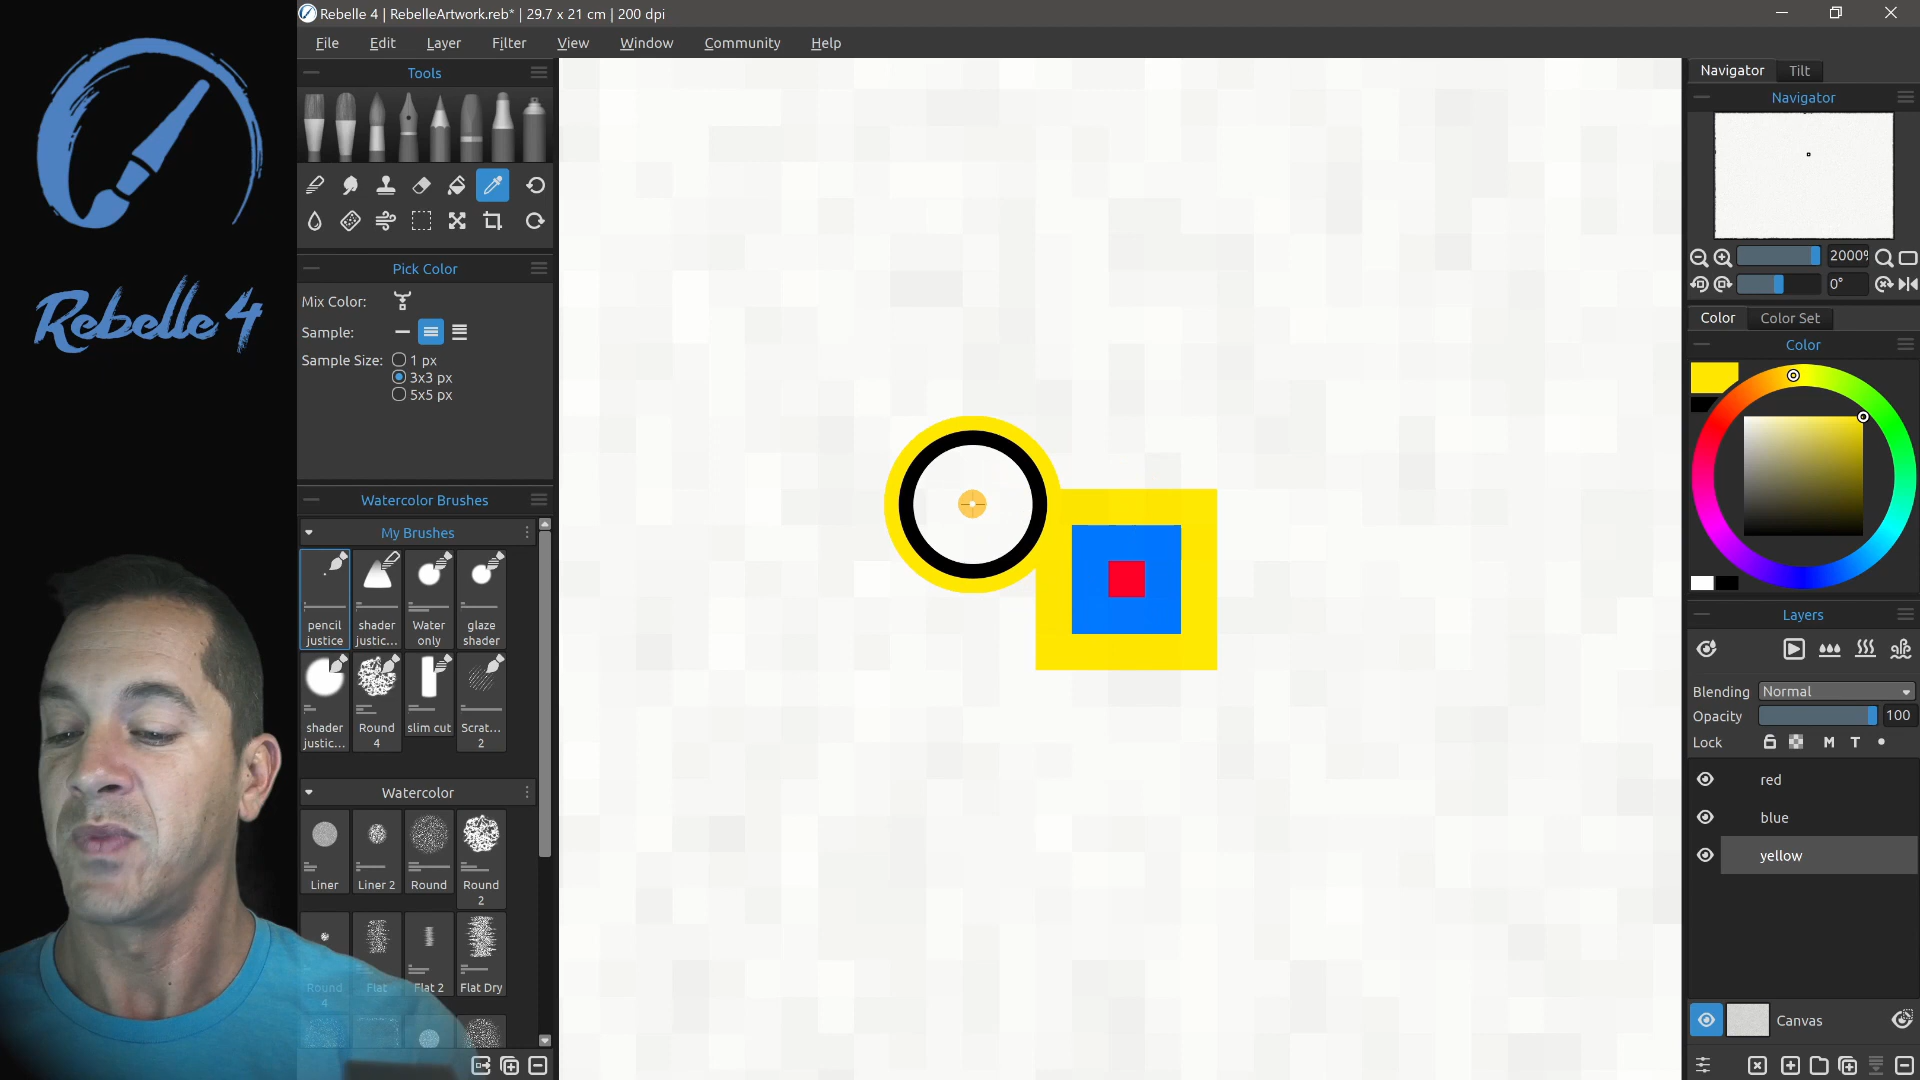 Rebelle 4 | RebelleArtwork.reb* | 29.7 x 21 cm | 200 dpi
File Edit Layer Filter View Window Community Help
Rebelle 4
Tools
Pick Color
Mix Color:
Sample:
Sample Size:
1 px
3x3 px
5x5 px
Watercolor Brushes
My Brushes
pencil justice
shader justic...
Water only
glaze shader
shader justic...
Round 4
slim cut
Scrat... 2
Watercolor
Liner
Liner 2
Round
Round 2
Round 4
Flat
Flat 2
Flat Dry
Navigator Tilt
Navigator
2000%
0°
Color Color Set
Color
Layers
Blending Normal
Opacity 100
Lock M T
red
blue
yellow
Canvas